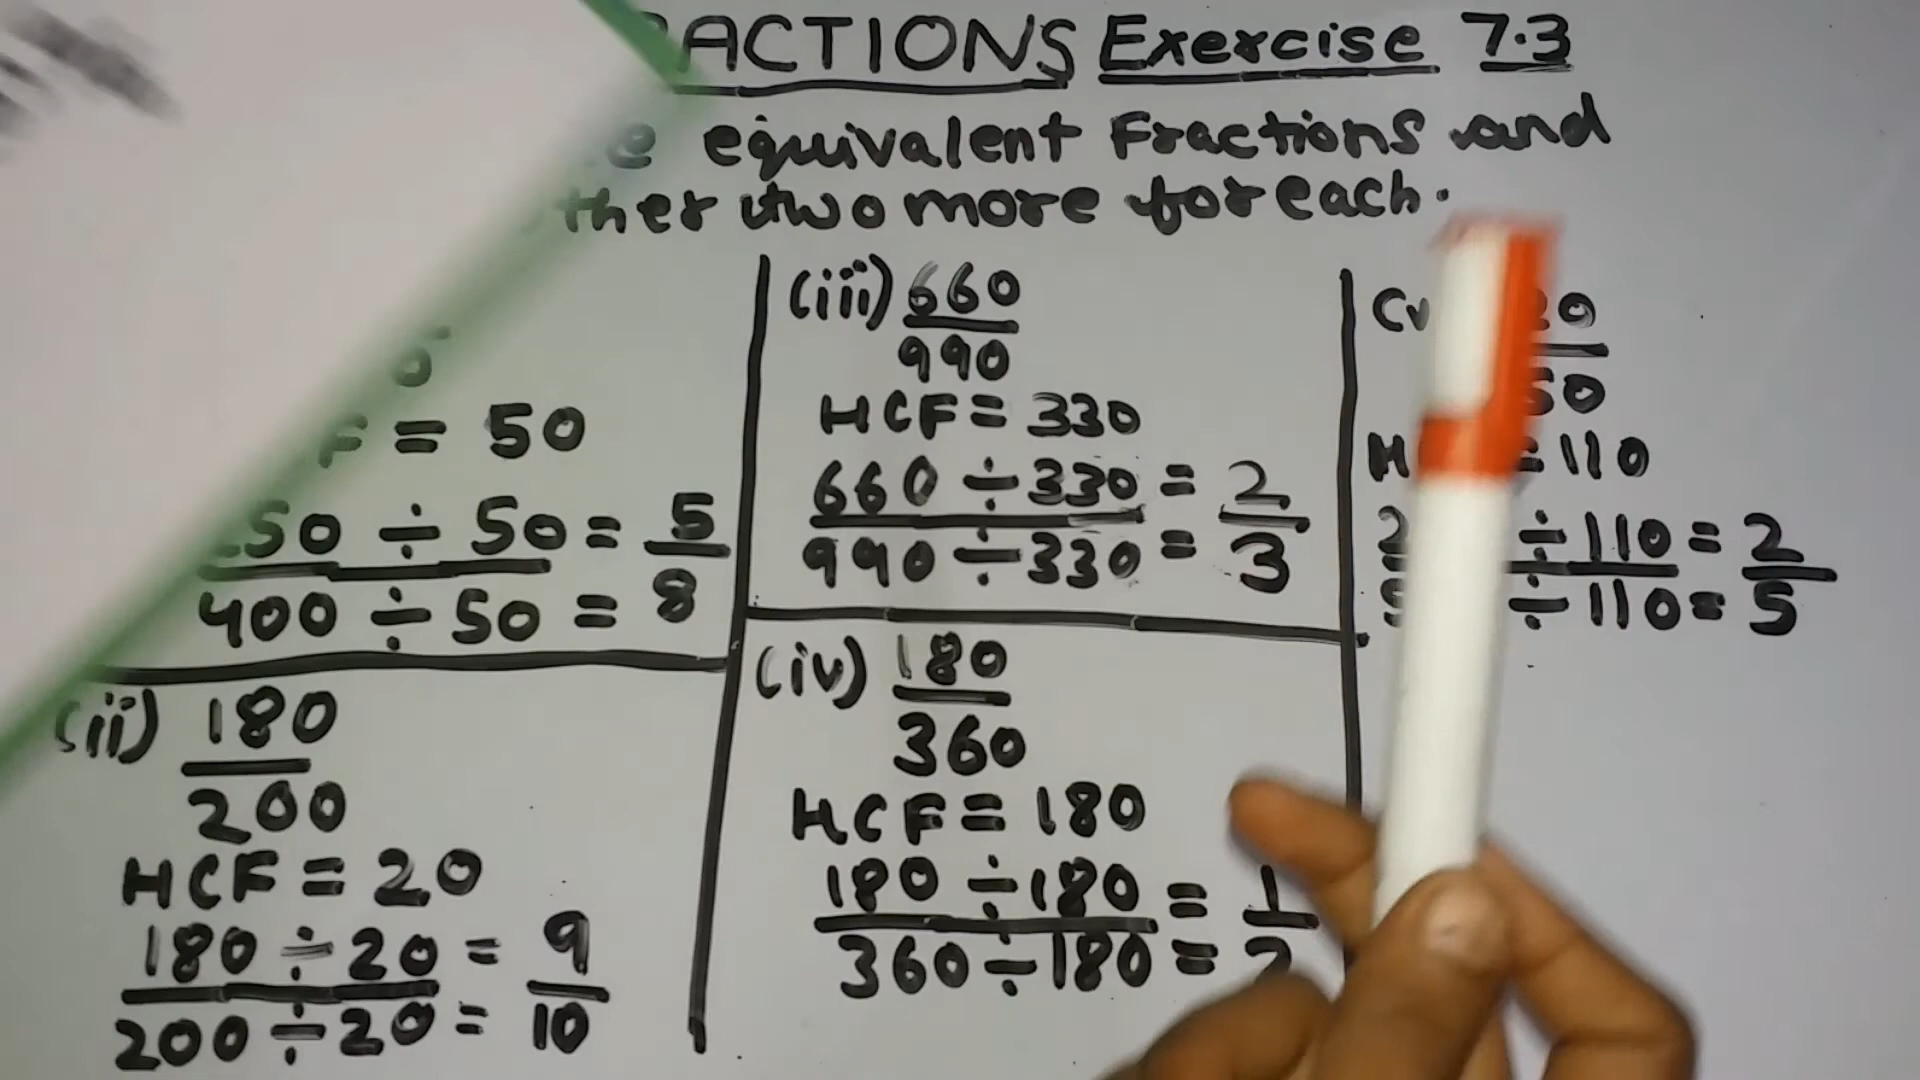 ACTIONS Exercise 7.3
equivalent Fractions and
two more for each.
= 50
50 ÷ 50 = 5
400 ÷ 50 = 8
(ii) 180
200
HCF = 20
180 ÷ 20 = 9
200 ÷ 20 = 10
(iii) 660
990
HCF = 330
660 ÷ 330 = 2
990 ÷ 330 = 3
(iv) 180
360
HCF = 180
180 ÷ 180 = 1
360 ÷ 180 = 2
= 110
÷ 110 = 2
÷ 110 = 5